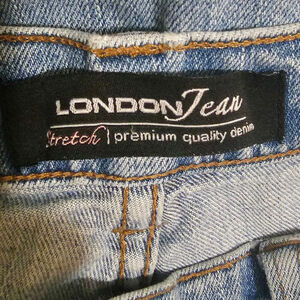 LONDON Jean
Stretch | premium quality denim